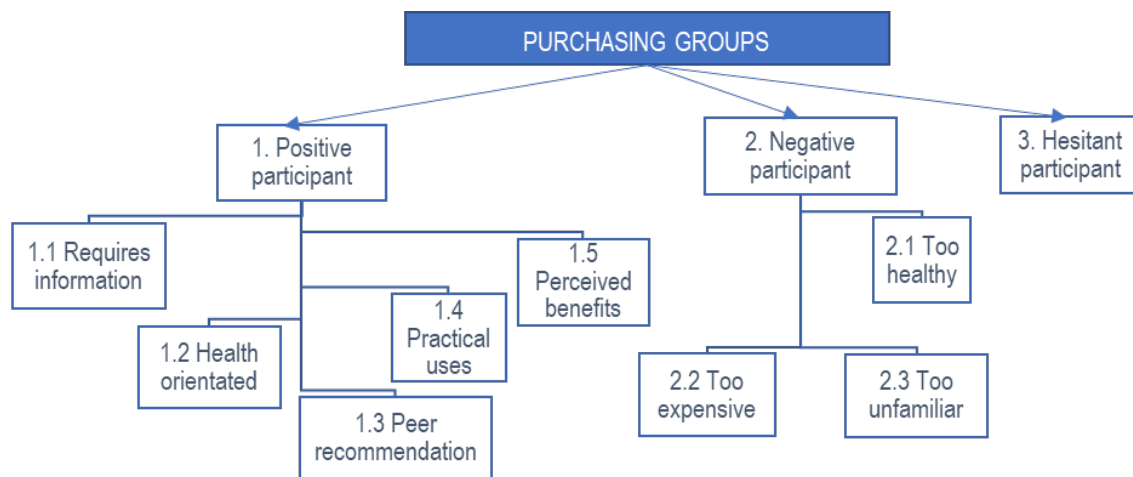 PURCHASING GROUPS
1. Positive
participant
2. Negative
participant
3. Hesitant
participant
1.1 Requires
information
1.2 Health
orientated
1.3 Peer
recommendation
1.4
Practical
uses
1.5
Perceived
benefits
2.1 Too
healthy
2.2 Too
expensive
2.3 Too
unfamiliar